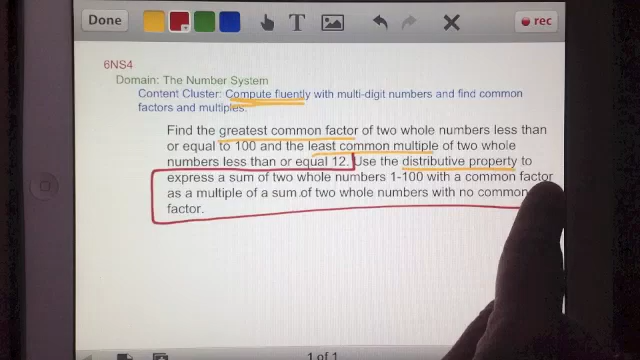 Done
T
rec
6NS4
Domain: The Number System
Content Cluster: Compute fluently with multi-digit numbers and find common
factors and multiples.
Find the greatest common factor of two whole numbers less than
or equal to 100 and the least common multiple of two whole
numbers less than or equal 12. Use the distributive property to
express a sum of two whole numbers 1-100 with a common factor
as a multiple of a sum of two whole numbers with no common
factor.
1 of 1